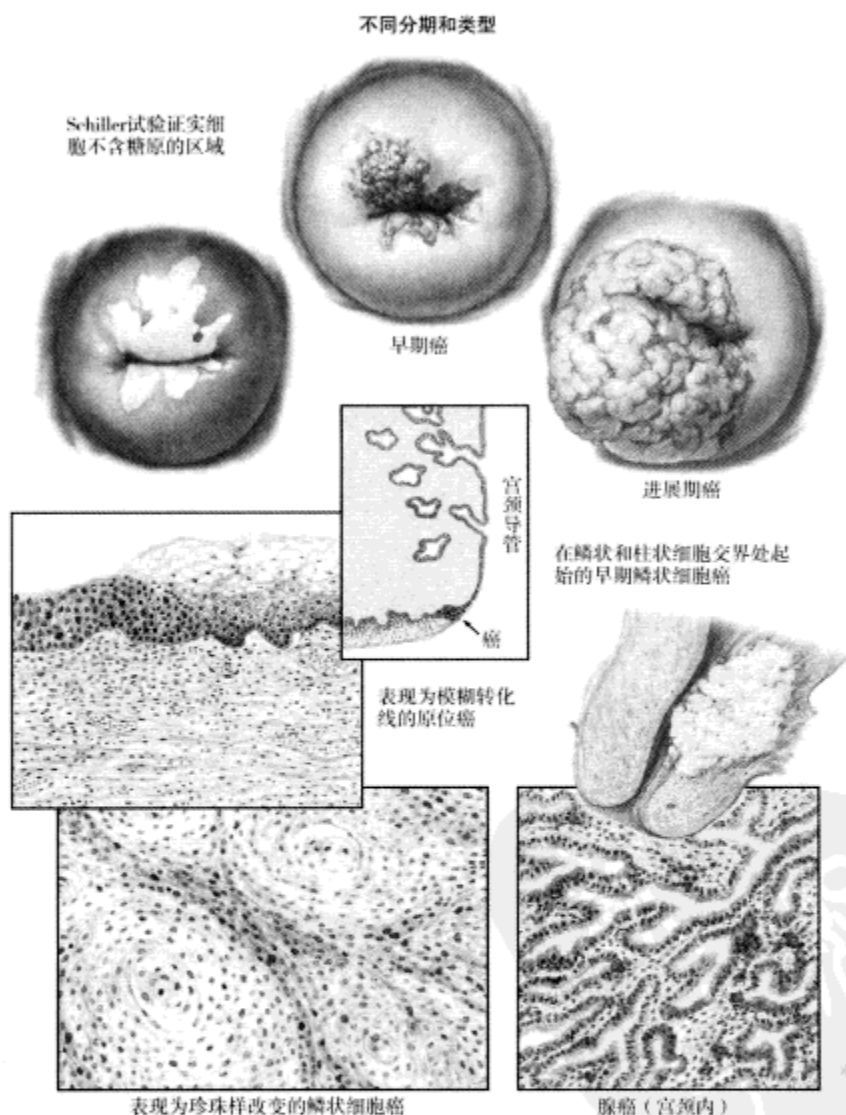 不同分期和类型
Schiller试验证实细
胞不含糖原的区域
早期癌
进展期癌
宫颈导管
癌
在鳞状和柱状细胞交界处起
始的早期鳞状细胞癌
表现为模糊转化
线的原位癌
表现为珍珠样改变的鳞状细胞癌
腺癌（宫颈内）